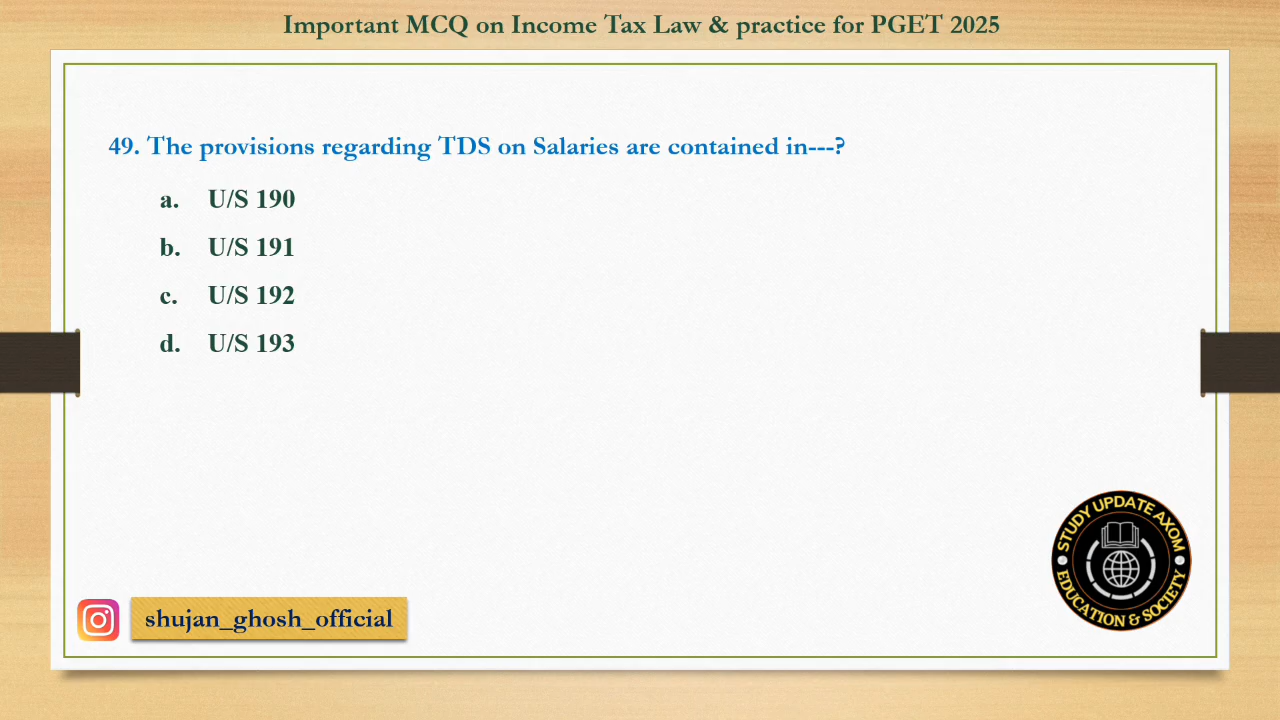 Important MCQ on Income Tax Law & practice for PGET 2025
49. The provisions regarding TDS on Salaries are contained in---?
a. U/S 190
b. U/S 191
c. U/S 192
d. U/S 193
STUDY UPDATE AXOM
EDUCATION & SOCIETY
shujan_ghosh_official